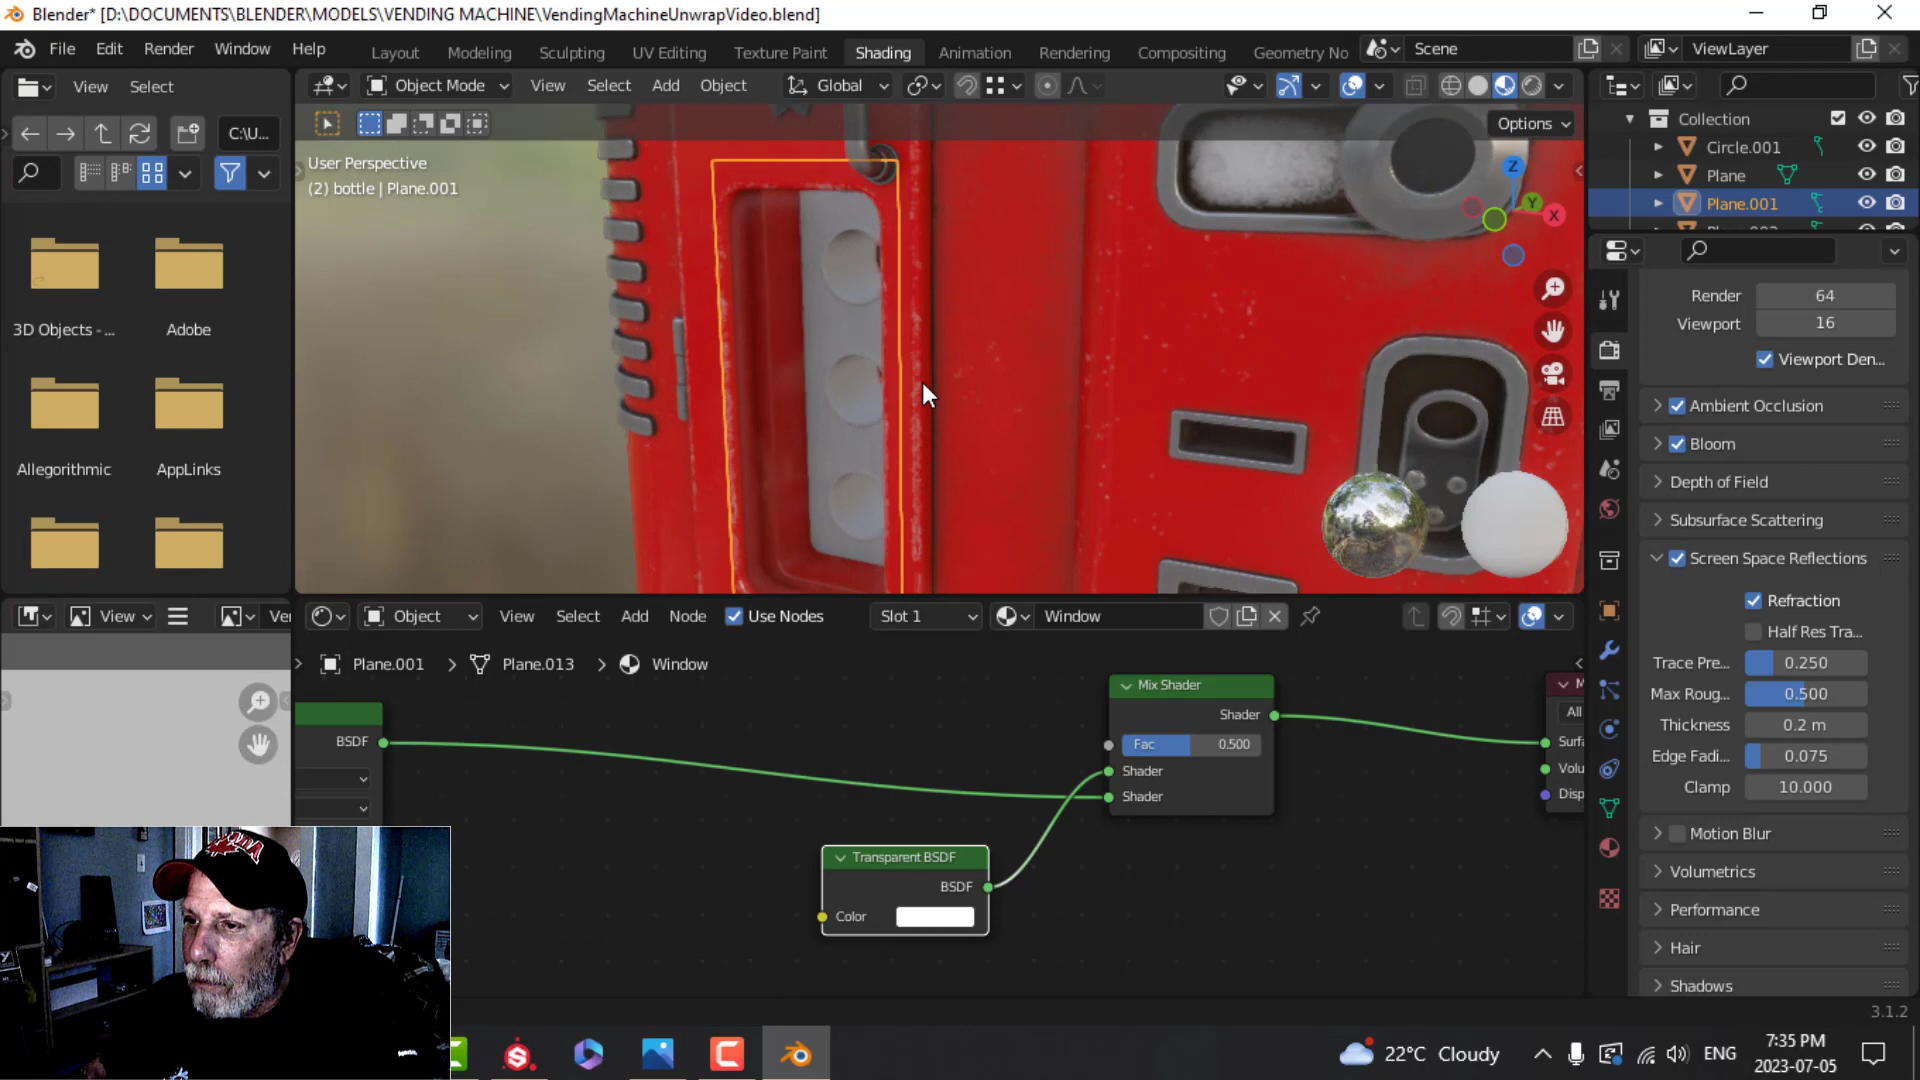 Blender* [D:\DOCUMENTS\BLENDER\MODELS\VENDING MACHINE\VendingMachineUnwrapVideo.blend]
File Edit Render Window Help
Layout Modeling Sculpting UV Editing Texture Paint Shading Animation Rendering Compositing Geometry No
Scene
ViewLayer
View Select
Object Mode View Select Add Object Global
C:\U...
Options
User Perspective
(2) bottle | Plane.001
Z
Y
X
3D Objects - ...
Adobe
Allegorithmic
AppLinks
Collection
Circle.001
Plane
Plane.001
Render 64
Viewport 16
Viewport Den...
Ambient Occlusion
Bloom
Depth of Field
Subsurface Scattering
Screen Space Reflections
Refraction
Half Res Tra...
Trace Pre... 0.250
Max Roug... 0.500
Thickness 0.2 m
Edge Fadi... 0.075
Clamp 10.000
Motion Blur
Volumetrics
Performance
Hair
Shadows
3.1.2
View
Ve
Object View Select Add Node Use Nodes Slot 1 Window
Plane.001 > Plane.013 > Window
BSDF
Mix Shader
Shader
Fac 0.500
Shader
Shader
Transparent BSDF
BSDF
Color
M
All
Surfa
Volu
Disp
22°C Cloudy
ENG
7:35 PM
2023-07-05